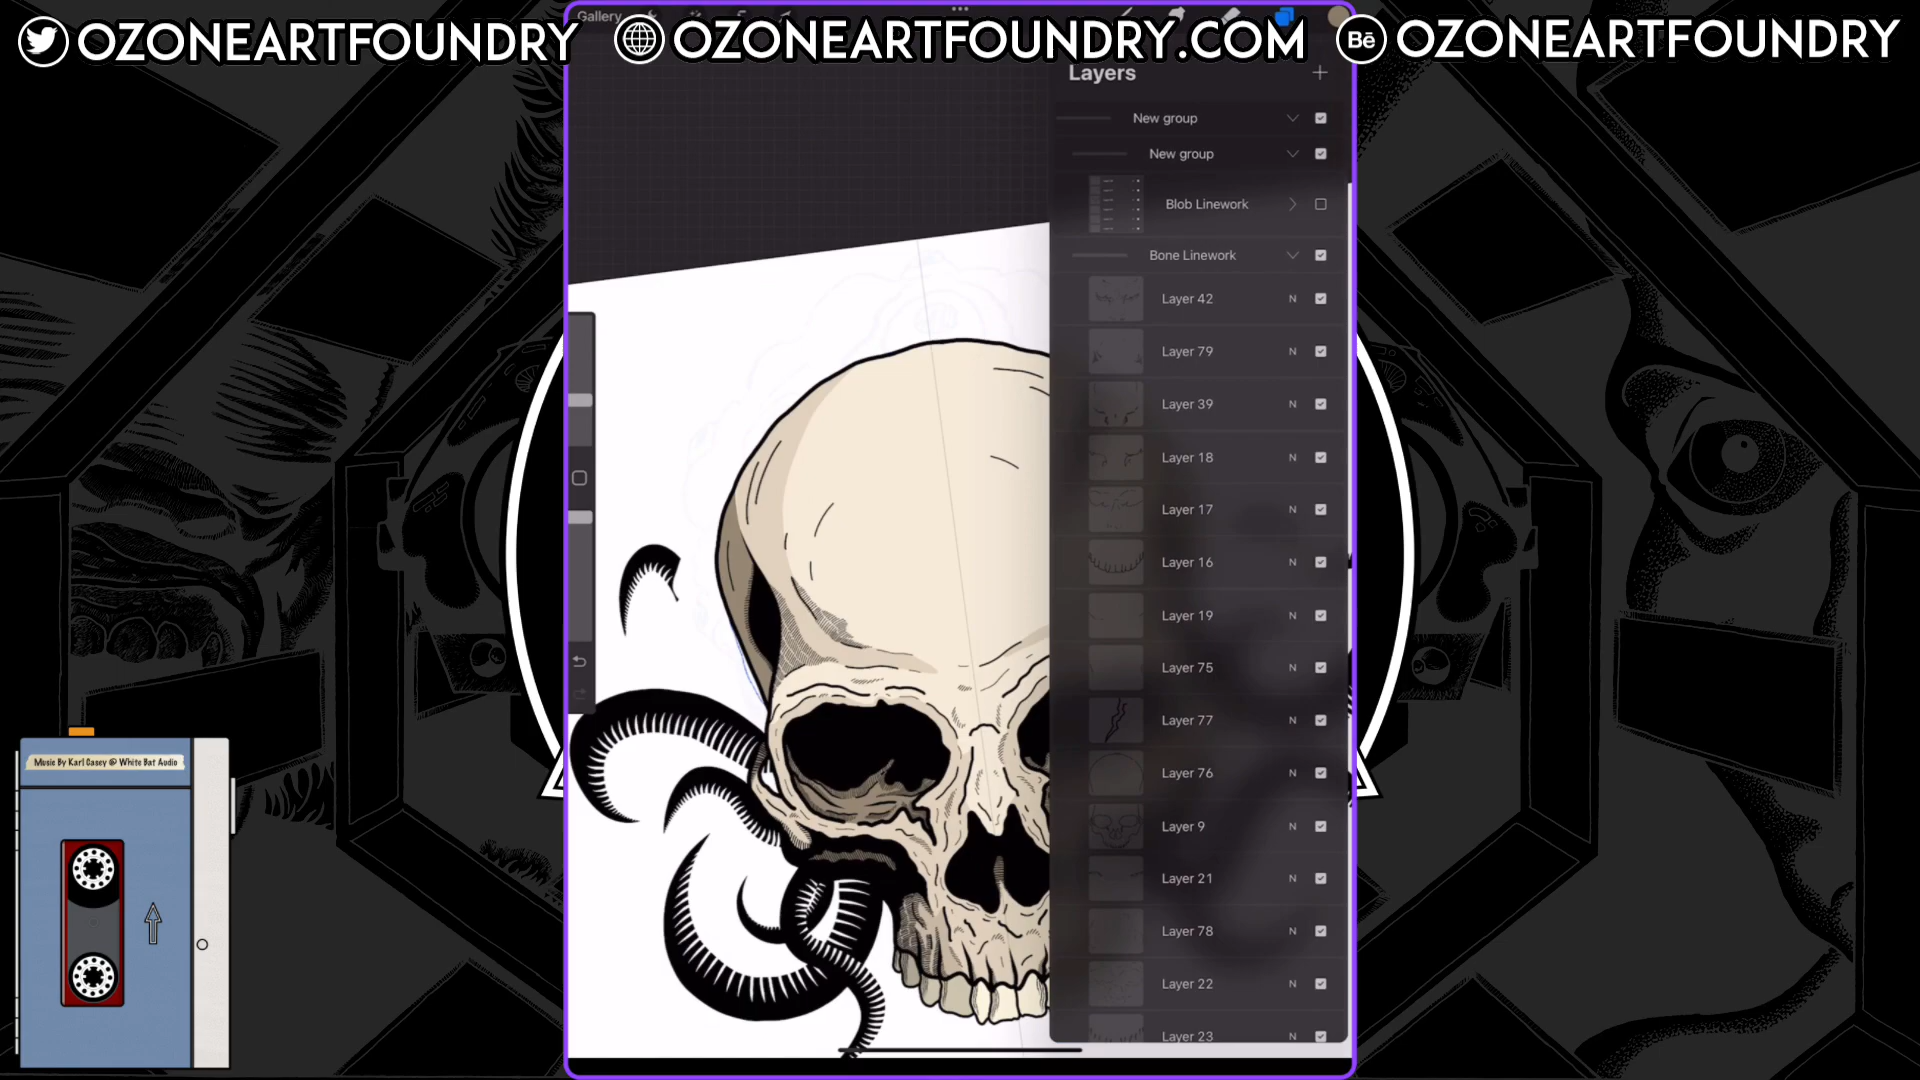 OZONEARTFOUNDRY
OZONEARTFOUNDRY.COM
Bē OZONEARTFOUNDRY
Gallery
Layers
New group
New group
Blob Linework
Bone Linework
Layer 42 N
Layer 79 N
Layer 39 N
Layer 18 N
Layer 17 N
Layer 16 N
Layer 19 N
Layer 75 N
Layer 77 N
Layer 76 N
Layer 9 N
Layer 21 N
Layer 78 N
Layer 22 N
Layer 23 N
Music By Karl Casey @ White Bat Audio